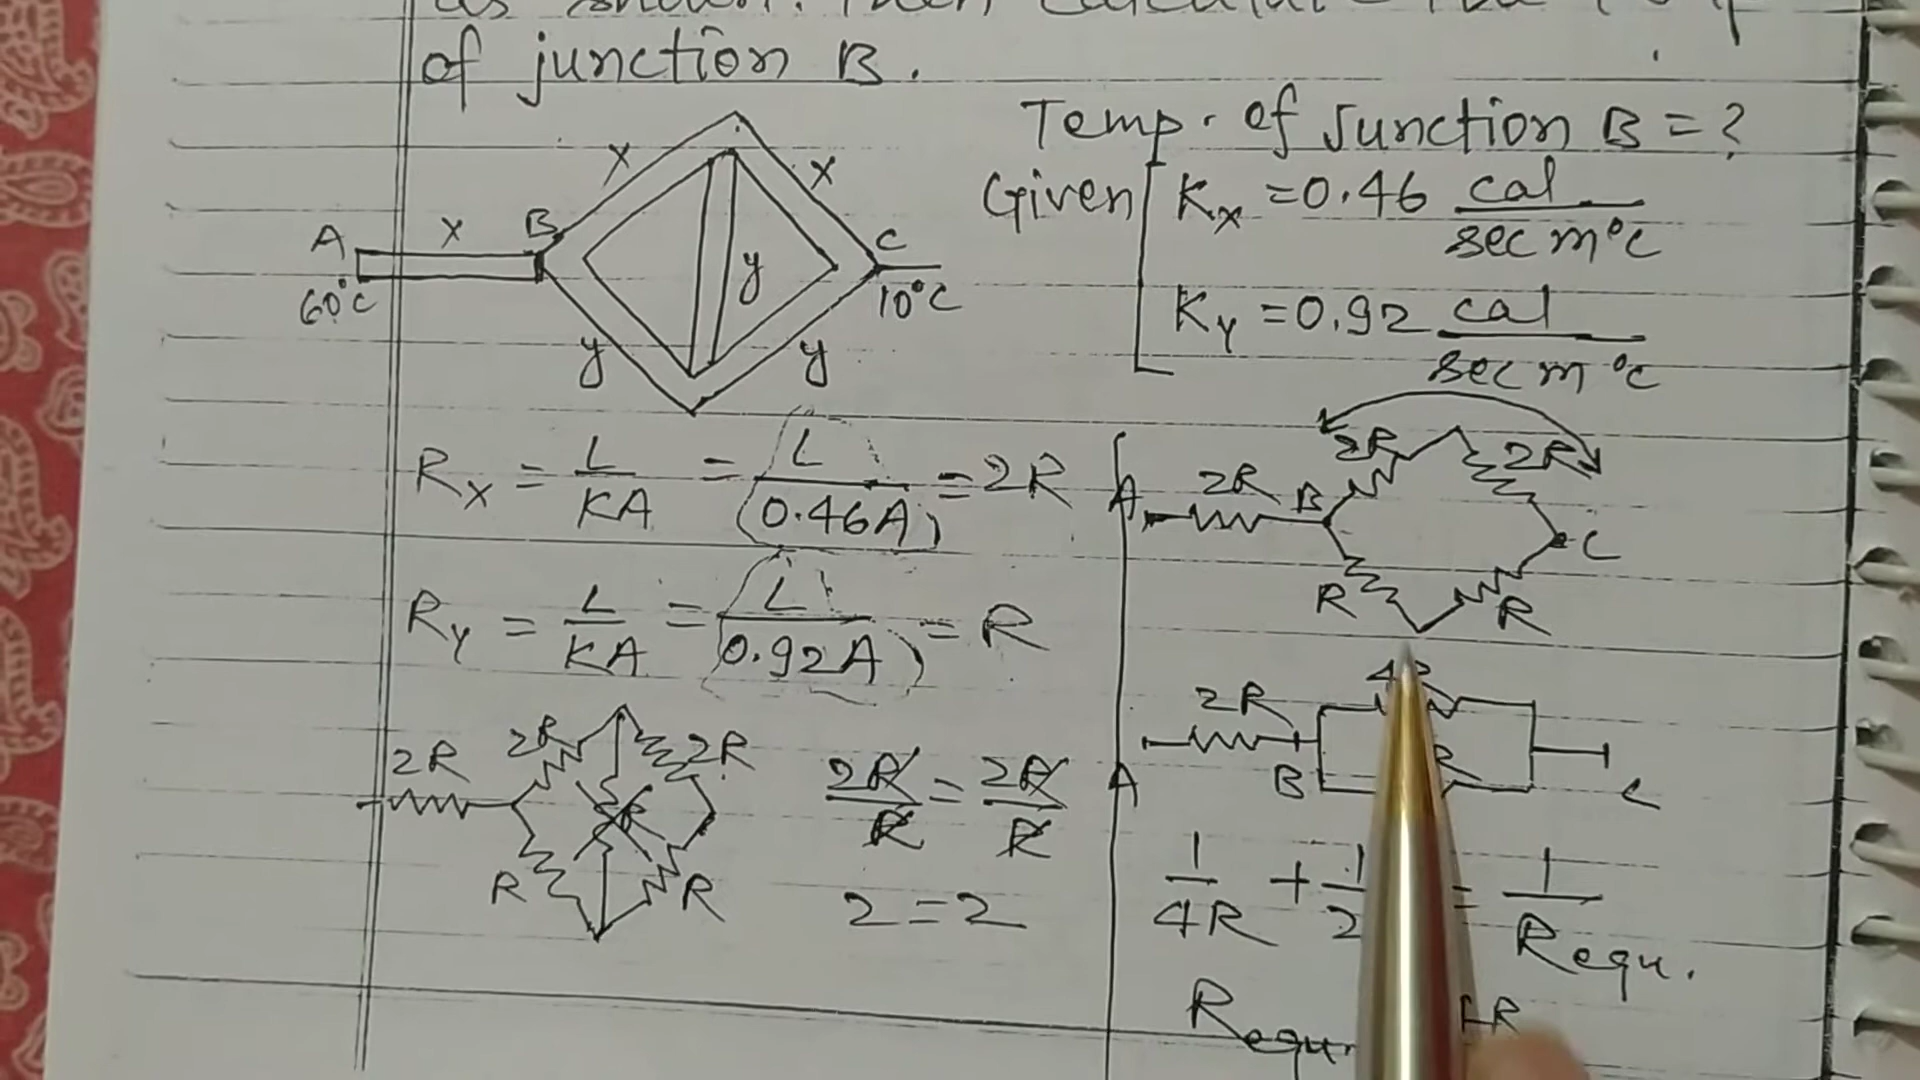 of junction B.
Temp. of Junction B = ?
Given Kx = 0.46 cal / sec m°c
KY = 0.92 cal / sec m°c
x
x
A
x
B
C
60°c
y
10°c
y
y
Rx = L / KA = L / (0.46A) = 2R
RY = L / KA = L / (0.92A) = R
2R
2R
2R
R
R
2R / R = 2R / R
2 = 2
2R
2R
A
2R
B
C
R
R
2R
A
B
C
1 / 4R + 1 / 2 = 1 / Requ.
Requ.